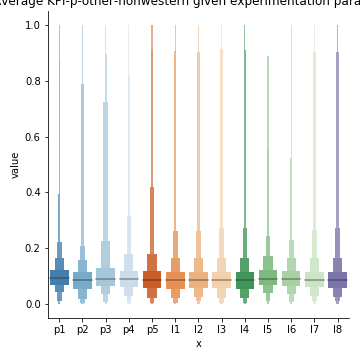 verage KPI-p-other-nonwestern given experimentation para
1.0
0.8
0.6
0.4
0.2
0.0
value
p1 p2 p3 p4 p5 l1 l2 l3 l4 l5 l6 l7 l8
x